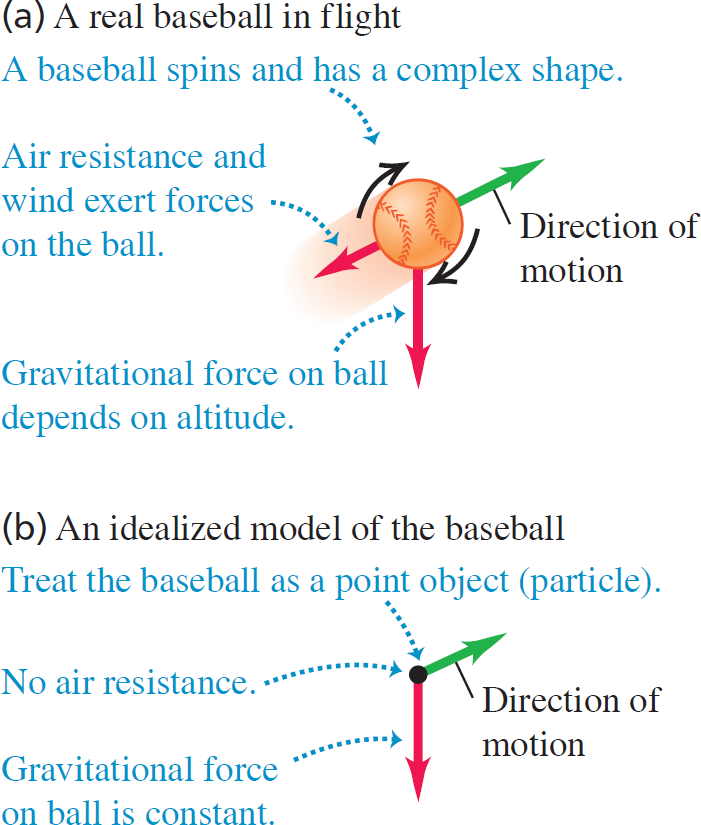 (a) A real baseball in flight
A baseball spins and has a complex shape.
Air resistance and
wind exert forces
on the ball.
Direction of
motion
Gravitational force on ball
depends on altitude.
(b) An idealized model of the baseball
Treat the baseball as a point object (particle).
No air resistance.
Direction of
motion
Gravitational force
on ball is constant.